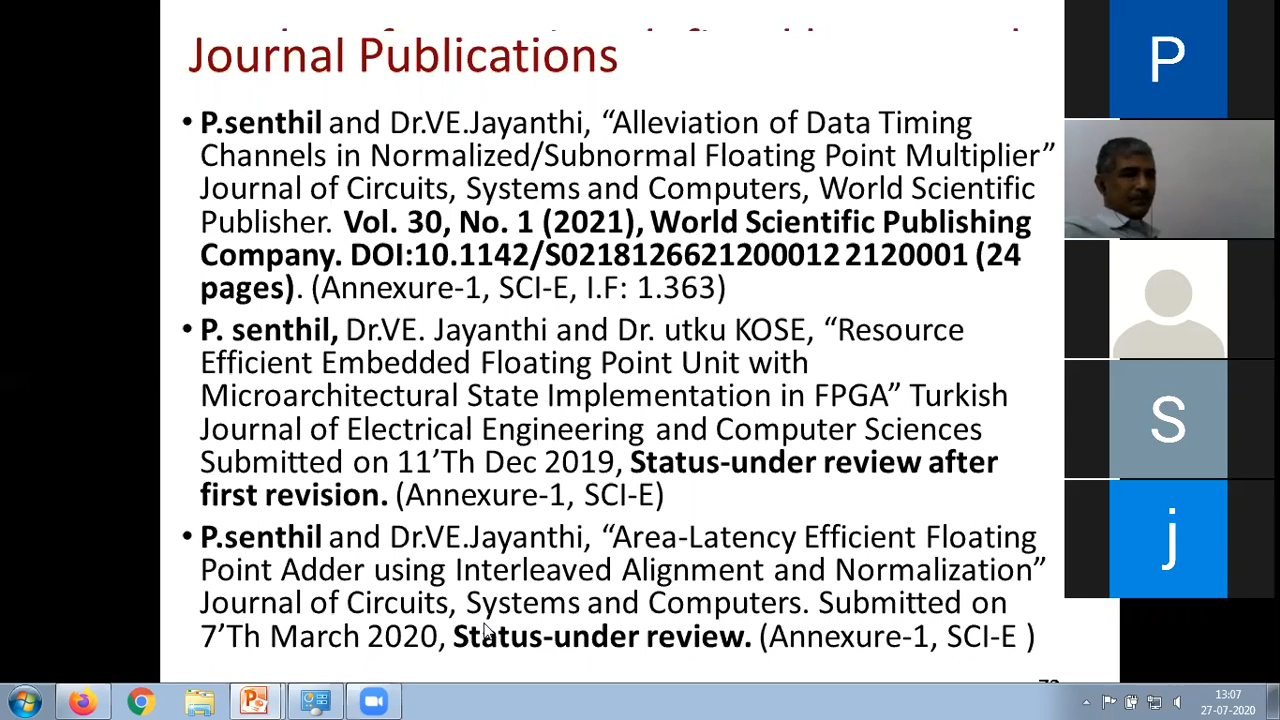 Journal Publications
• P.senthil and Dr.VE.Jayanthi, “Alleviation of Data Timing
Channels in Normalized/Subnormal Floating Point Multiplier”
Journal of Circuits, Systems and Computers, World Scientific
Publisher. Vol. 30, No. 1 (2021), World Scientific Publishing
Company. DOI:10.1142/S0218126621200012 2120001 (24
pages). (Annexure-1, SCI-E, I.F: 1.363)
• P. senthil, Dr.VE. Jayanthi and Dr. utku KOSE, “Resource
Efficient Embedded Floating Point Unit with
Microarchitectural State Implementation in FPGA” Turkish
Journal of Electrical Engineering and Computer Sciences
Submitted on 11’Th Dec 2019, Status-under review after
first revision. (Annexure-1, SCI-E)
• P.senthil and Dr.VE.Jayanthi, “Area-Latency Efficient Floating
Point Adder using Interleaved Alignment and Normalization”
Journal of Circuits, Systems and Computers. Submitted on
7’Th March 2020, Status-under review. (Annexure-1, SCI-E )
P
S
j
13:07
27-07-2020